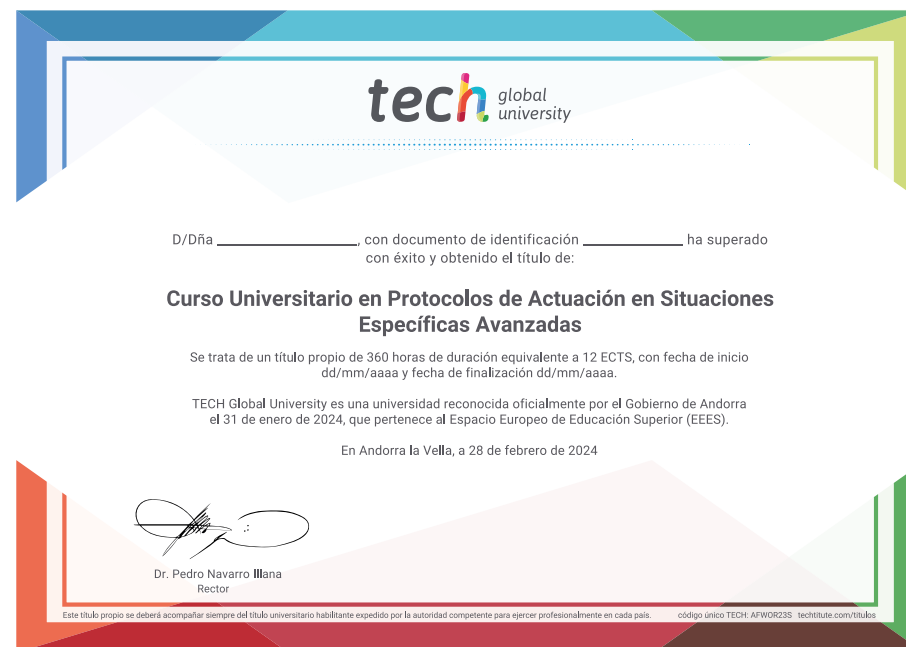 tech global university
D/Dña ____________________, con documento de identificación ______________ ha superado
con éxito y obtenido el título de:
Curso Universitario en Protocolos de Actuación en Situaciones
Específicas Avanzadas
Se trata de un título propio de 360 horas de duración equivalente a 12 ECTS, con fecha de inicio
dd/mm/aaaa y fecha de finalización dd/mm/aaaa.
TECH Global University es una universidad reconocida oficialmente por el Gobierno de Andorra
el 31 de enero de 2024, que pertenece al Espacio Europeo de Educación Superior (EEES).
En Andorra la Vella, a 28 de febrero de 2024
Dr. Pedro Navarro Illana
Rector
Este título propio se deberá acompañar siempre del título universitario habilitante expedido por la autoridad competente para ejercer profesionalmente en cada país. código único TECH: AFWOR23S techtitute.com/titulos